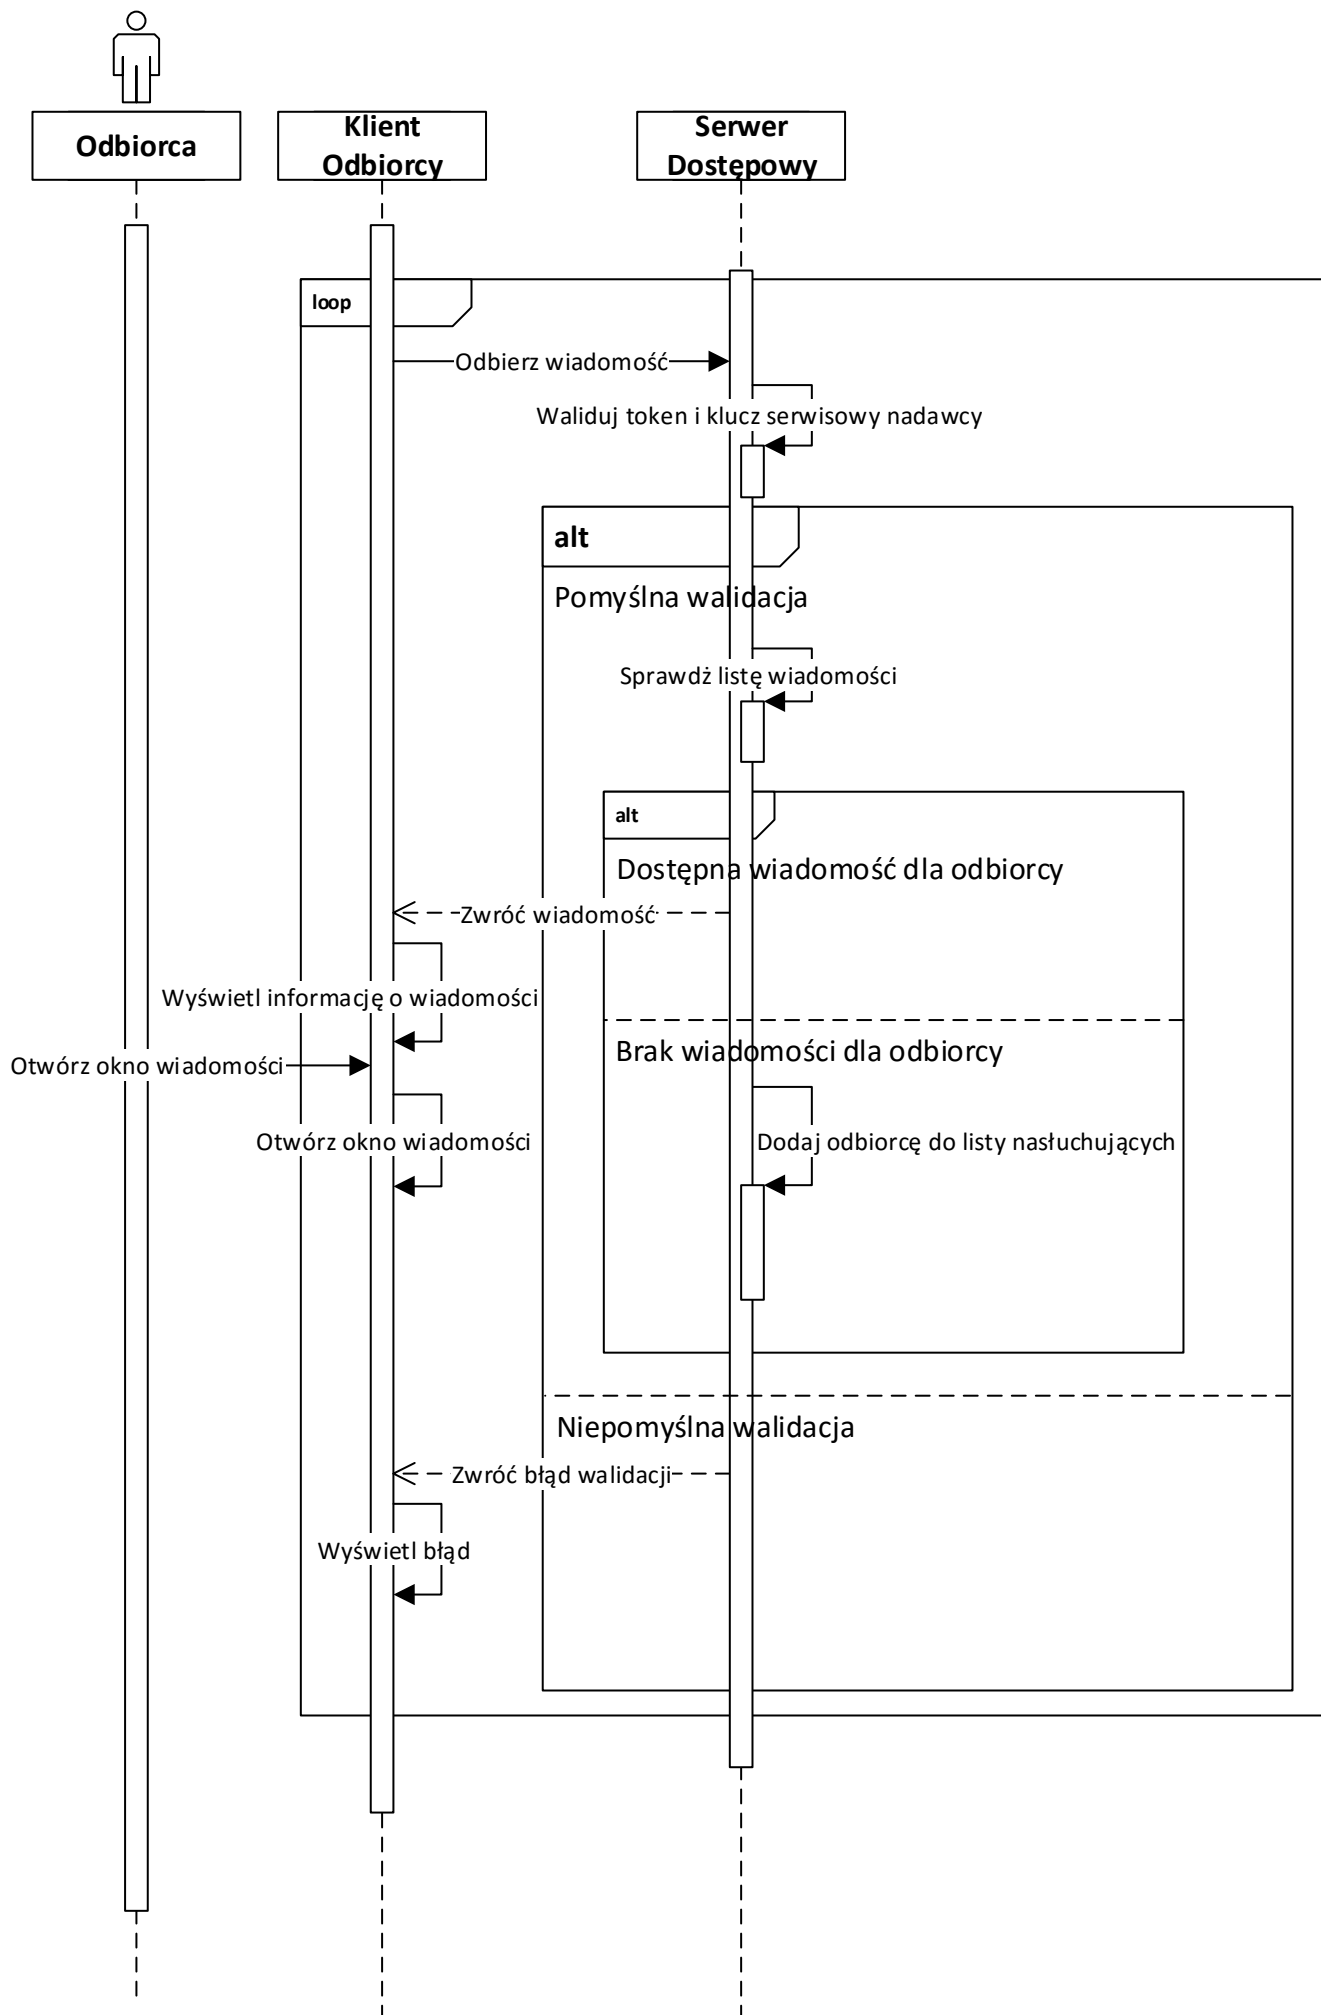 Odbiorca
Klient
Odbiorcy
Serwer
Dostępowy
loop
Odbierz wiadomość
Waliduj token i klucz serwisowy nadawcy
alt
Pomyślna walidacja
Sprawdź listę wiadomości
alt
Dostępna wiadomość dla odbiorcy
Zwróć wiadomość
Wyświetl informację o wiadomości
Brak wiadomości dla odbiorcy
Otwórz okno wiadomości
Otwórz okno wiadomości
Dodaj odbiorcę do listy nasłuchujących
Niepomyślna walidacja
Zwróć błąd walidacji
Wyświetl błąd